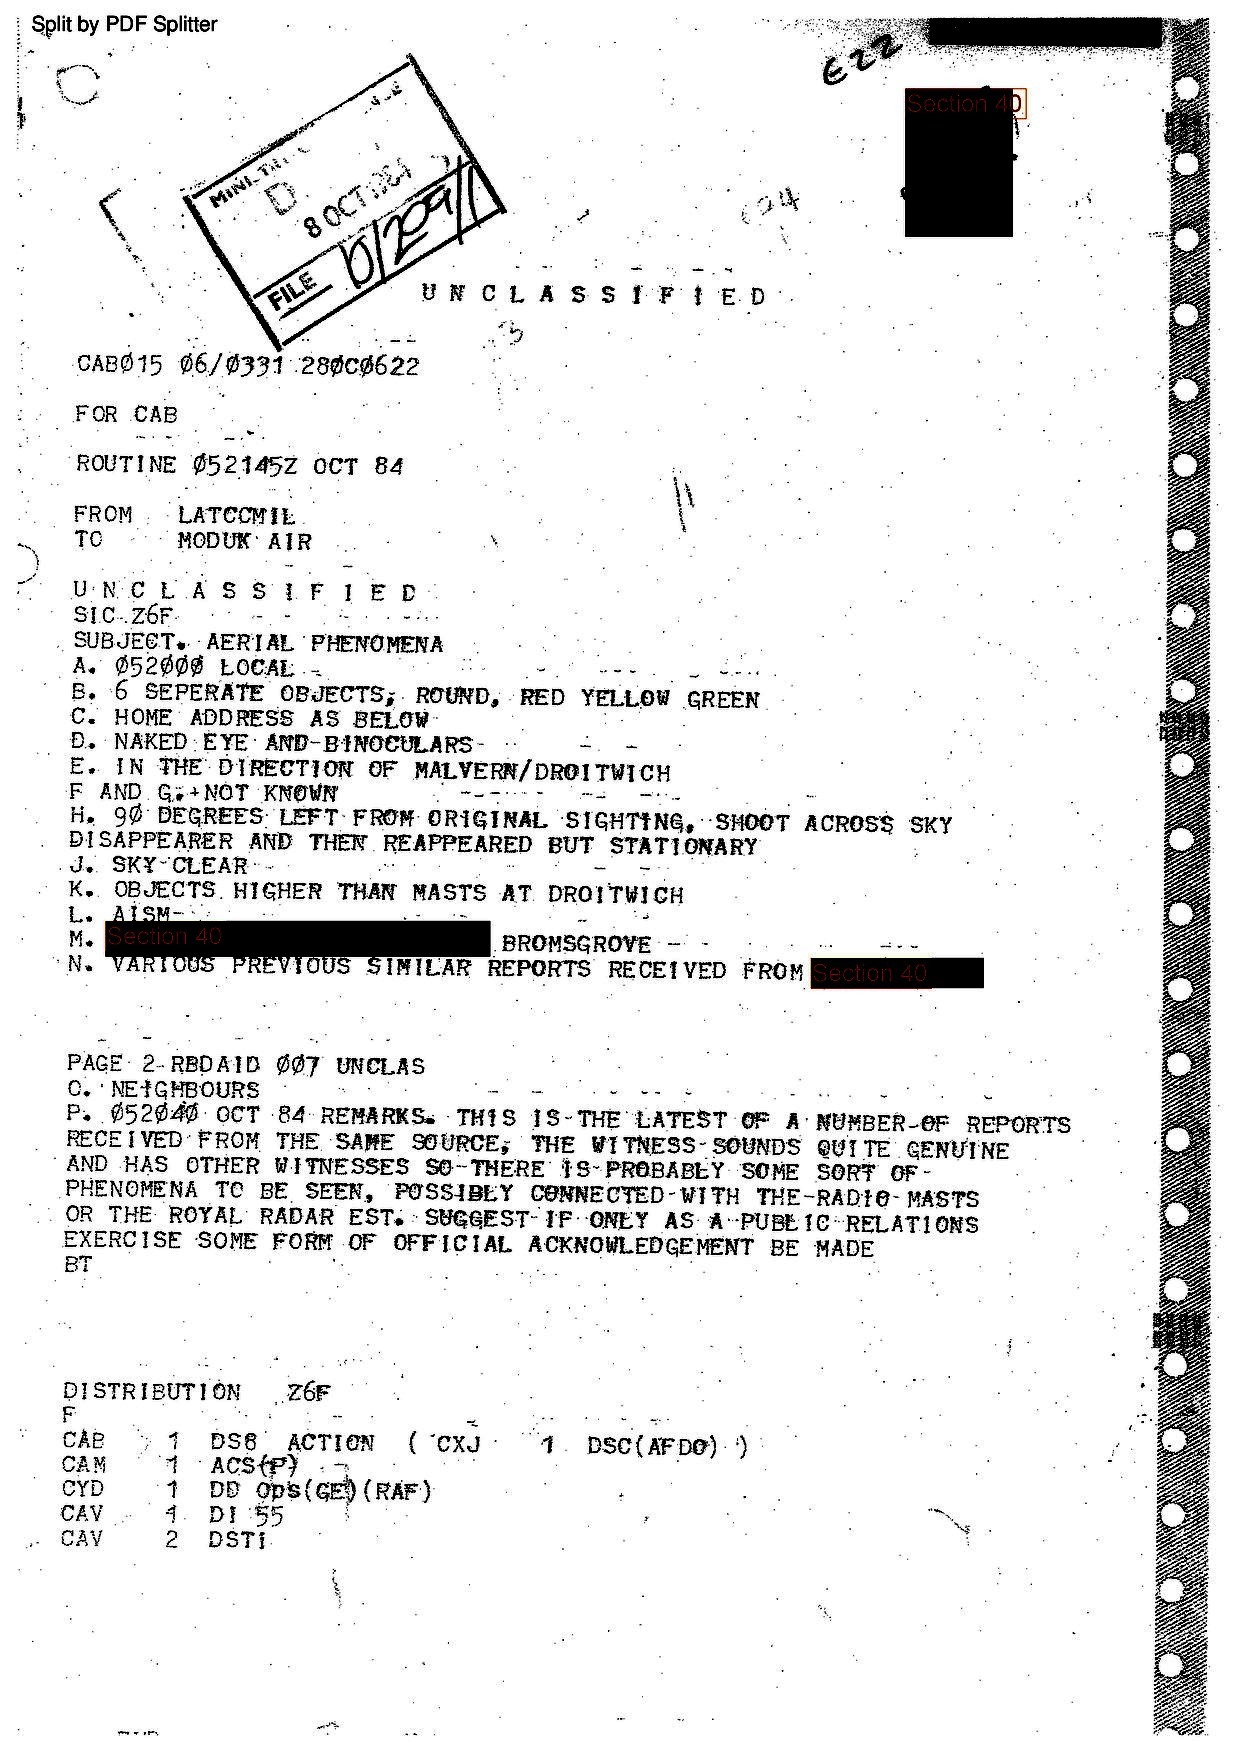 Split by PDF Splitter
E22
Section 40
8 OCT 1984
FILE
UNCLASSIFIED
CABØ15 Ø6/Ø331 28ØCØ622
FOR CAB
ROUTINE Ø52145Z OCT 84
FROM LATCCMIL
TO MODUK AIR
UNCLASSIFIED
SIC Z6F
SUBJECT. AERIAL PHENOMENA
A. Ø52ØØØ LOCAL
B. 6 SEPERATE OBJECTS, ROUND, RED YELLOW GREEN
C. HOME ADDRESS AS BELOW
D. NAKED EYE AND BINOCULARS
E. IN THE DIRECTION OF MALVERN/DROITWICH
F AND G.+NOT KNOWN
H. 9Ø DEGREES LEFT FROM ORIGINAL SIGHTING, SHOOT ACROSS SKY
DISAPPEARER AND THEN REAPPEARED BUT STATIONARY
J. SKY CLEAR
K. OBJECTS HIGHER THAN MASTS AT DROITWICH
L. AISM
M. Section 40 BROMSGROVE
N. VARIOUS PREVIOUS SIMILAR REPORTS RECEIVED FROM Section 40
PAGE 2 RBDAID ØØ7 UNCLAS
O. NEIGHBOURS
P. Ø52Ø4Ø OCT 84 REMARKS. THIS IS THE LATEST OF A NUMBER OF REPORTS
RECEIVED FROM THE SAME SOURCE, THE WITNESS SOUNDS QUITE GENUINE
AND HAS OTHER WITNESSES SO THERE IS PROBABLY SOME SORT OF
PHENOMENA TO BE SEEN, POSSIBLY CONNECTED WITH THE RADIO MASTS
OR THE ROYAL RADAR EST. SUGGEST IF ONLY AS A PUBLIC RELATIONS
EXERCISE SOME FORM OF OFFICIAL ACKNOWLEDGEMENT BE MADE
BT
DISTRIBUTION Z6F
F
CAB 1 DS8 ACTION ( CXJ 1 DSC(AFDO) )
CAM 1 ACS(P)
CYD 1 DD Ops(GE)(RAF)
CAV 1 DI 55
CAV 2 DSTI